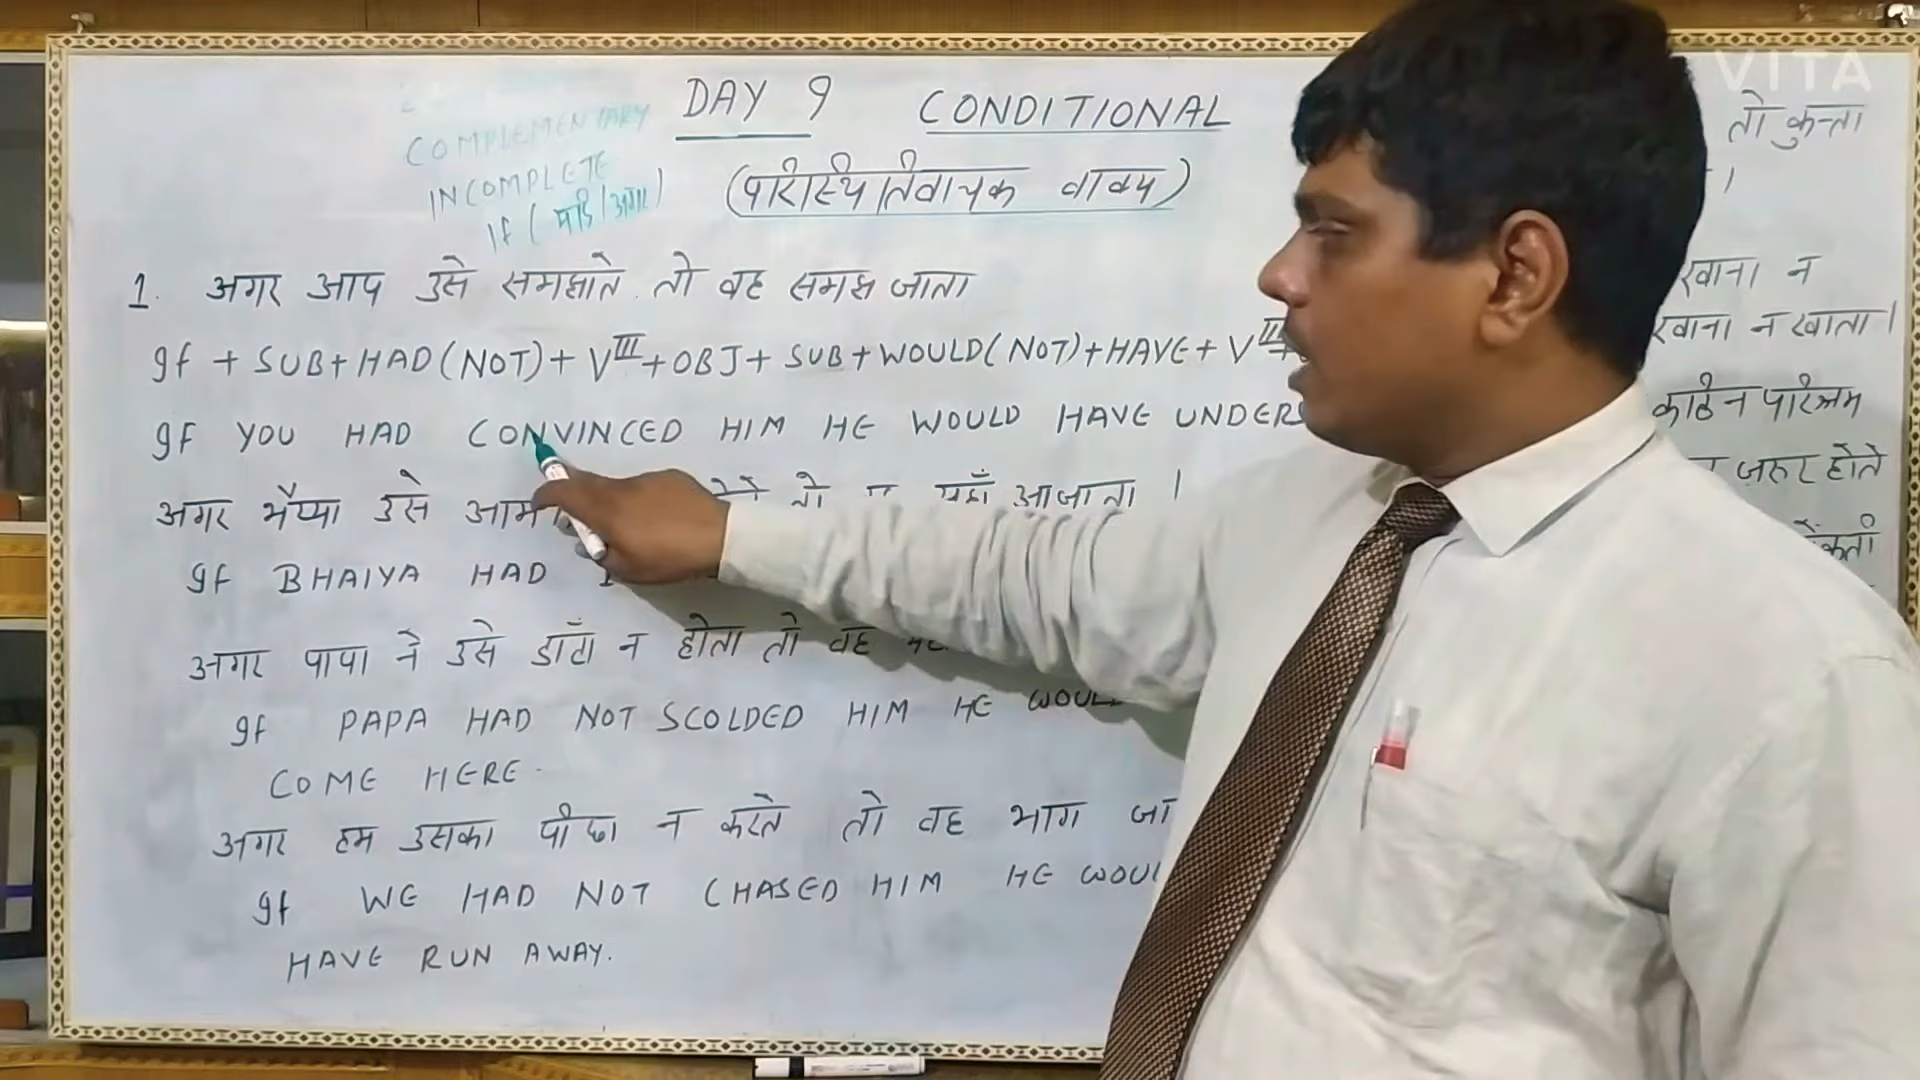 DAY 9 CONDITIONAL
(परिस्थितिवाचक वाक्य)
COMPLEMENTARY
INCOMPLETE
If (यदि/अगर)
1. अगर आप उसे समझाते तो वह समझ जाता
If + SUB + HAD (NOT) + V III + OBJ + SUB + WOULD (NOT) + HAVE + V III +
IF YOU HAD CONVINCED HIM HE WOULD HAVE
अगर भैय्या उसे तो यहाँ आजाता ।
If BHAIYA HAD
अगर पापा ने उसे डाँटा न होता तो वह
If PAPA HAD NOT SCOLDED HIM HE
COME HERE.
अगर हम उसका पीछा न करते तो वह भाग
If WE HAD NOT CHASED HIM HE
HAVE RUN AWAY.
तो कुत्ता
खाना न
खाना न खाता ।
कठिन परिश्रम
जरूर होते
VITA